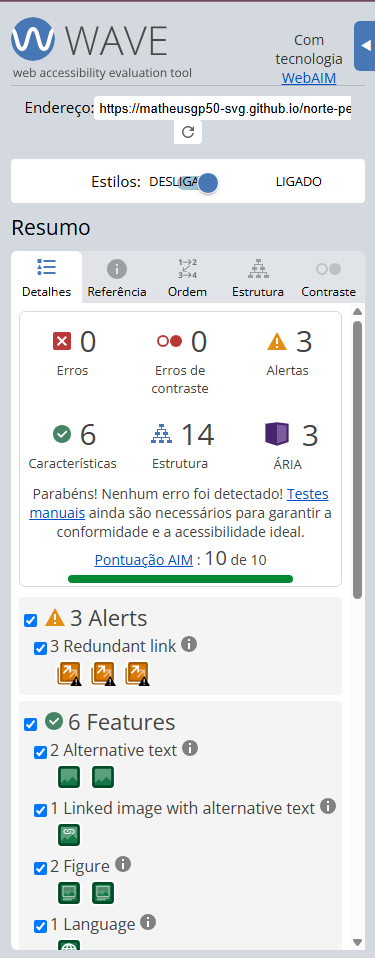 WAVE
web accessibility evaluation tool
Com
tecnologia
WebAIM
Endereço: https://matheusgp50-svg.github.io/norte-pe
Estilos: DESLIGA LIGADO
Resumo
Detalhes Referência Ordem Estrutura Contraste
0 0 3
Erros Erros de contraste Alertas
6 14 3
Características Estrutura ÁRIA
Parabéns! Nenhum erro foi detectado! Testes
manuais ainda são necessários para garantir a
conformidade e a acessibilidade ideal.
Pontuação AIM : 10 de 10
3 Alerts
3 Redundant link
6 Features
2 Alternative text
1 Linked image with alternative text
2 Figure
1 Language